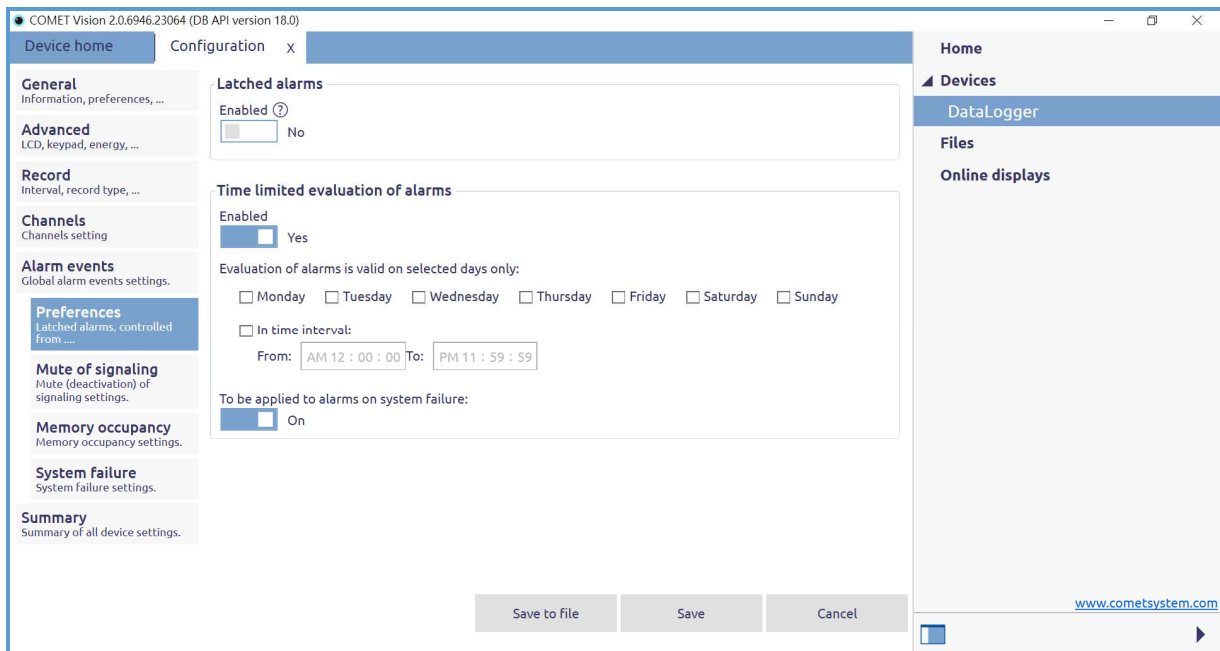 COMET Vision 2.0.6946.23064 (DB API version 18.0)
Device home
Configuration x
General
Information, preferences, ...
Advanced
LCD, keypad, energy, ...
Record
Interval, record type, ...
Channels
Channels setting
Alarm events
Global alarm events settings.
Preferences
Latched alarms, controlled
from ....
Mute of signaling
Mute (deactivation) of
signaling settings.
Memory occupancy
Memory occupancy settings.
System failure
System failure settings.
Summary
Summary of all device settings.
Latched alarms
Enabled ?
No
Time limited evaluation of alarms
Enabled
Yes
Evaluation of alarms is valid on selected days only:
Monday Tuesday Wednesday Thursday Friday Saturday Sunday
In time interval:
From: AM 12 : 00 : 00 To: PM 11 : 59 : 59
To be applied to alarms on system failure:
On
Save to file Save Cancel
Home
Devices
DataLogger
Files
Online displays
www.cometsystem.com